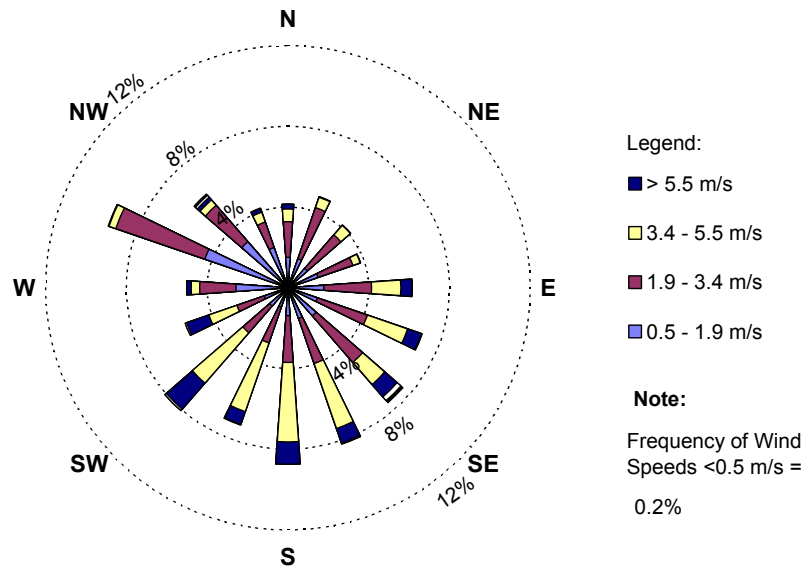 N
NW
12%
NE
8%
4%
W
E
4%
8%
SW
SE
12%
S
Legend:
> 5.5 m/s
3.4 - 5.5 m/s
1.9 - 3.4 m/s
0.5 - 1.9 m/s
Note:
Frequency of Wind
Speeds <0.5 m/s =
0.2%